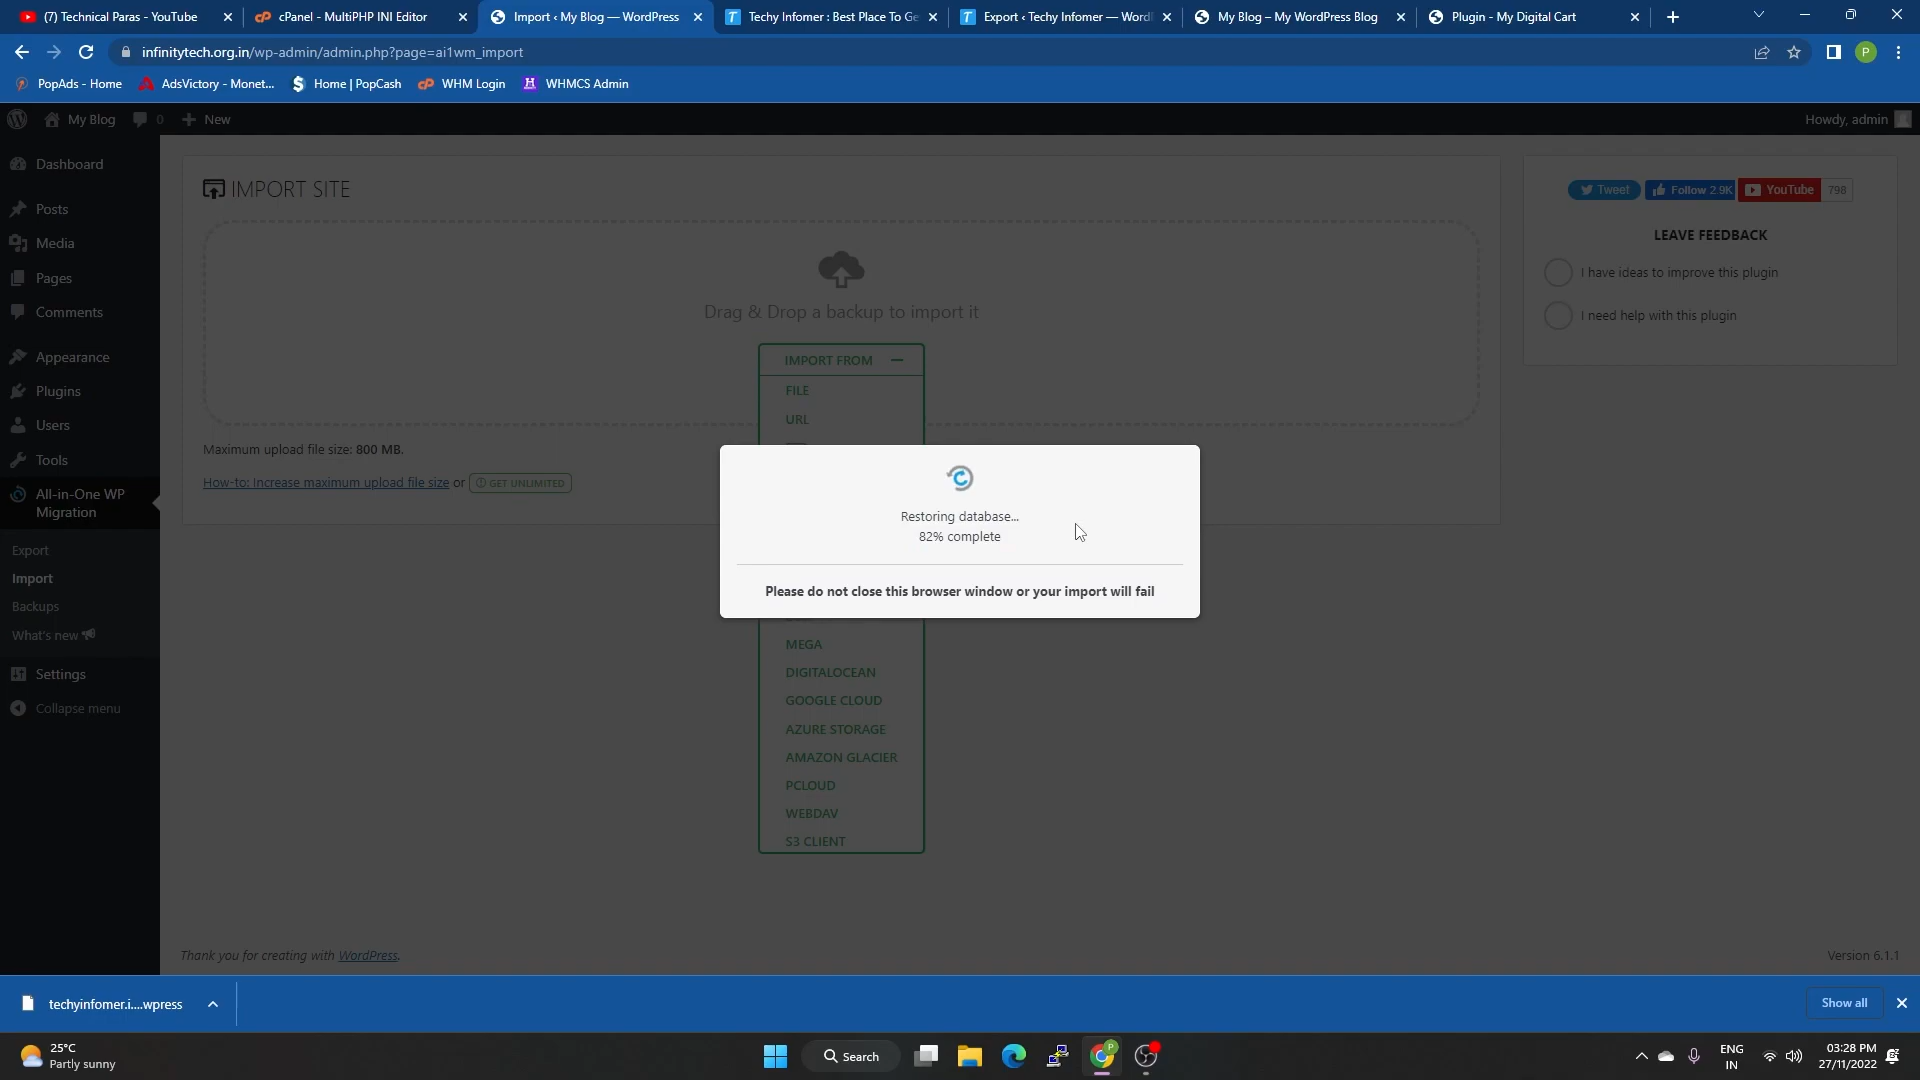 (7) Technical Paras - YouTube
cPanel - MultiPHP INI Editor
Import ‹ My Blog — WordPress
Techy Infomer : Best Place To Ge
Export ‹ Techy Infomer — Word
My Blog – My WordPress Blog
Plugin - My Digital Cart
infinitytech.org.in/wp-admin/admin.php?page=ai1wm_import
P
PopAds - Home
AdsVictory - Monet...
Home | PopCash
WHM Login
WHMCS Admin
My Blog
0
New
Howdy, admin
Dashboard
Posts
Media
Pages
Comments
Appearance
Plugins
Users
Tools
All-in-One WP
Migration
Export
Import
Backups
What's new
Settings
Collapse menu
IMPORT SITE
Drag & Drop a backup to import it
IMPORT FROM
FILE
URL
Maximum upload file size: 800 MB.
How-to: Increase maximum upload file size or GET UNLIMITED
Restoring database...
82% complete
Please do not close this browser window or your import will fail
MEGA
DIGITALOCEAN
GOOGLE CLOUD
AZURE STORAGE
AMAZON GLACIER
PCLOUD
WEBDAV
S3 CLIENT
Tweet
Follow 2.9K
YouTube 798
LEAVE FEEDBACK
I have ideas to improve this plugin
I need help with this plugin
Thank you for creating with WordPress.
Version 6.1.1
techyinfomer.i....wpress
Show all
25°C
Partly sunny
Search
ENG
IN
03:28 PM
27/11/2022